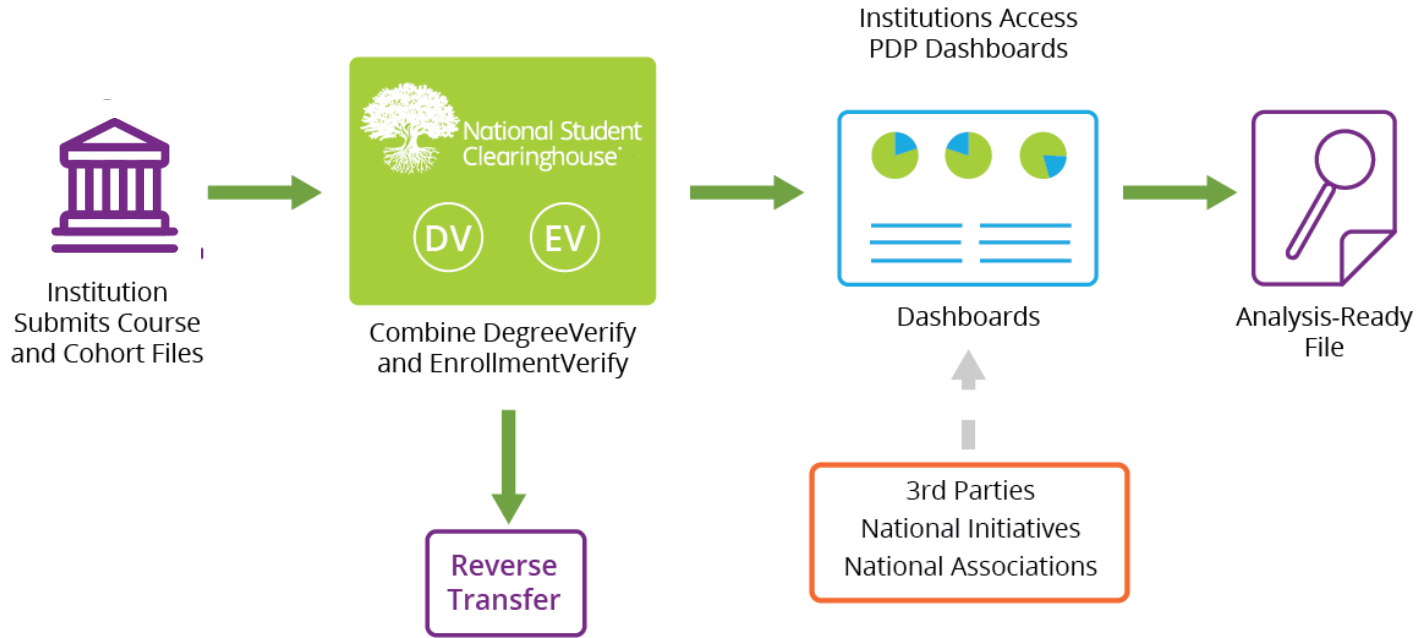 Institution
Submits Course
and Cohort Files
National Student
Clearinghouse
DV
EV
Combine DegreeVerify
and EnrollmentVerify
Reverse
Transfer
Institutions Access
PDP Dashboards
Dashboards
3rd Parties
National Initiatives
National Associations
Analysis-Ready
File